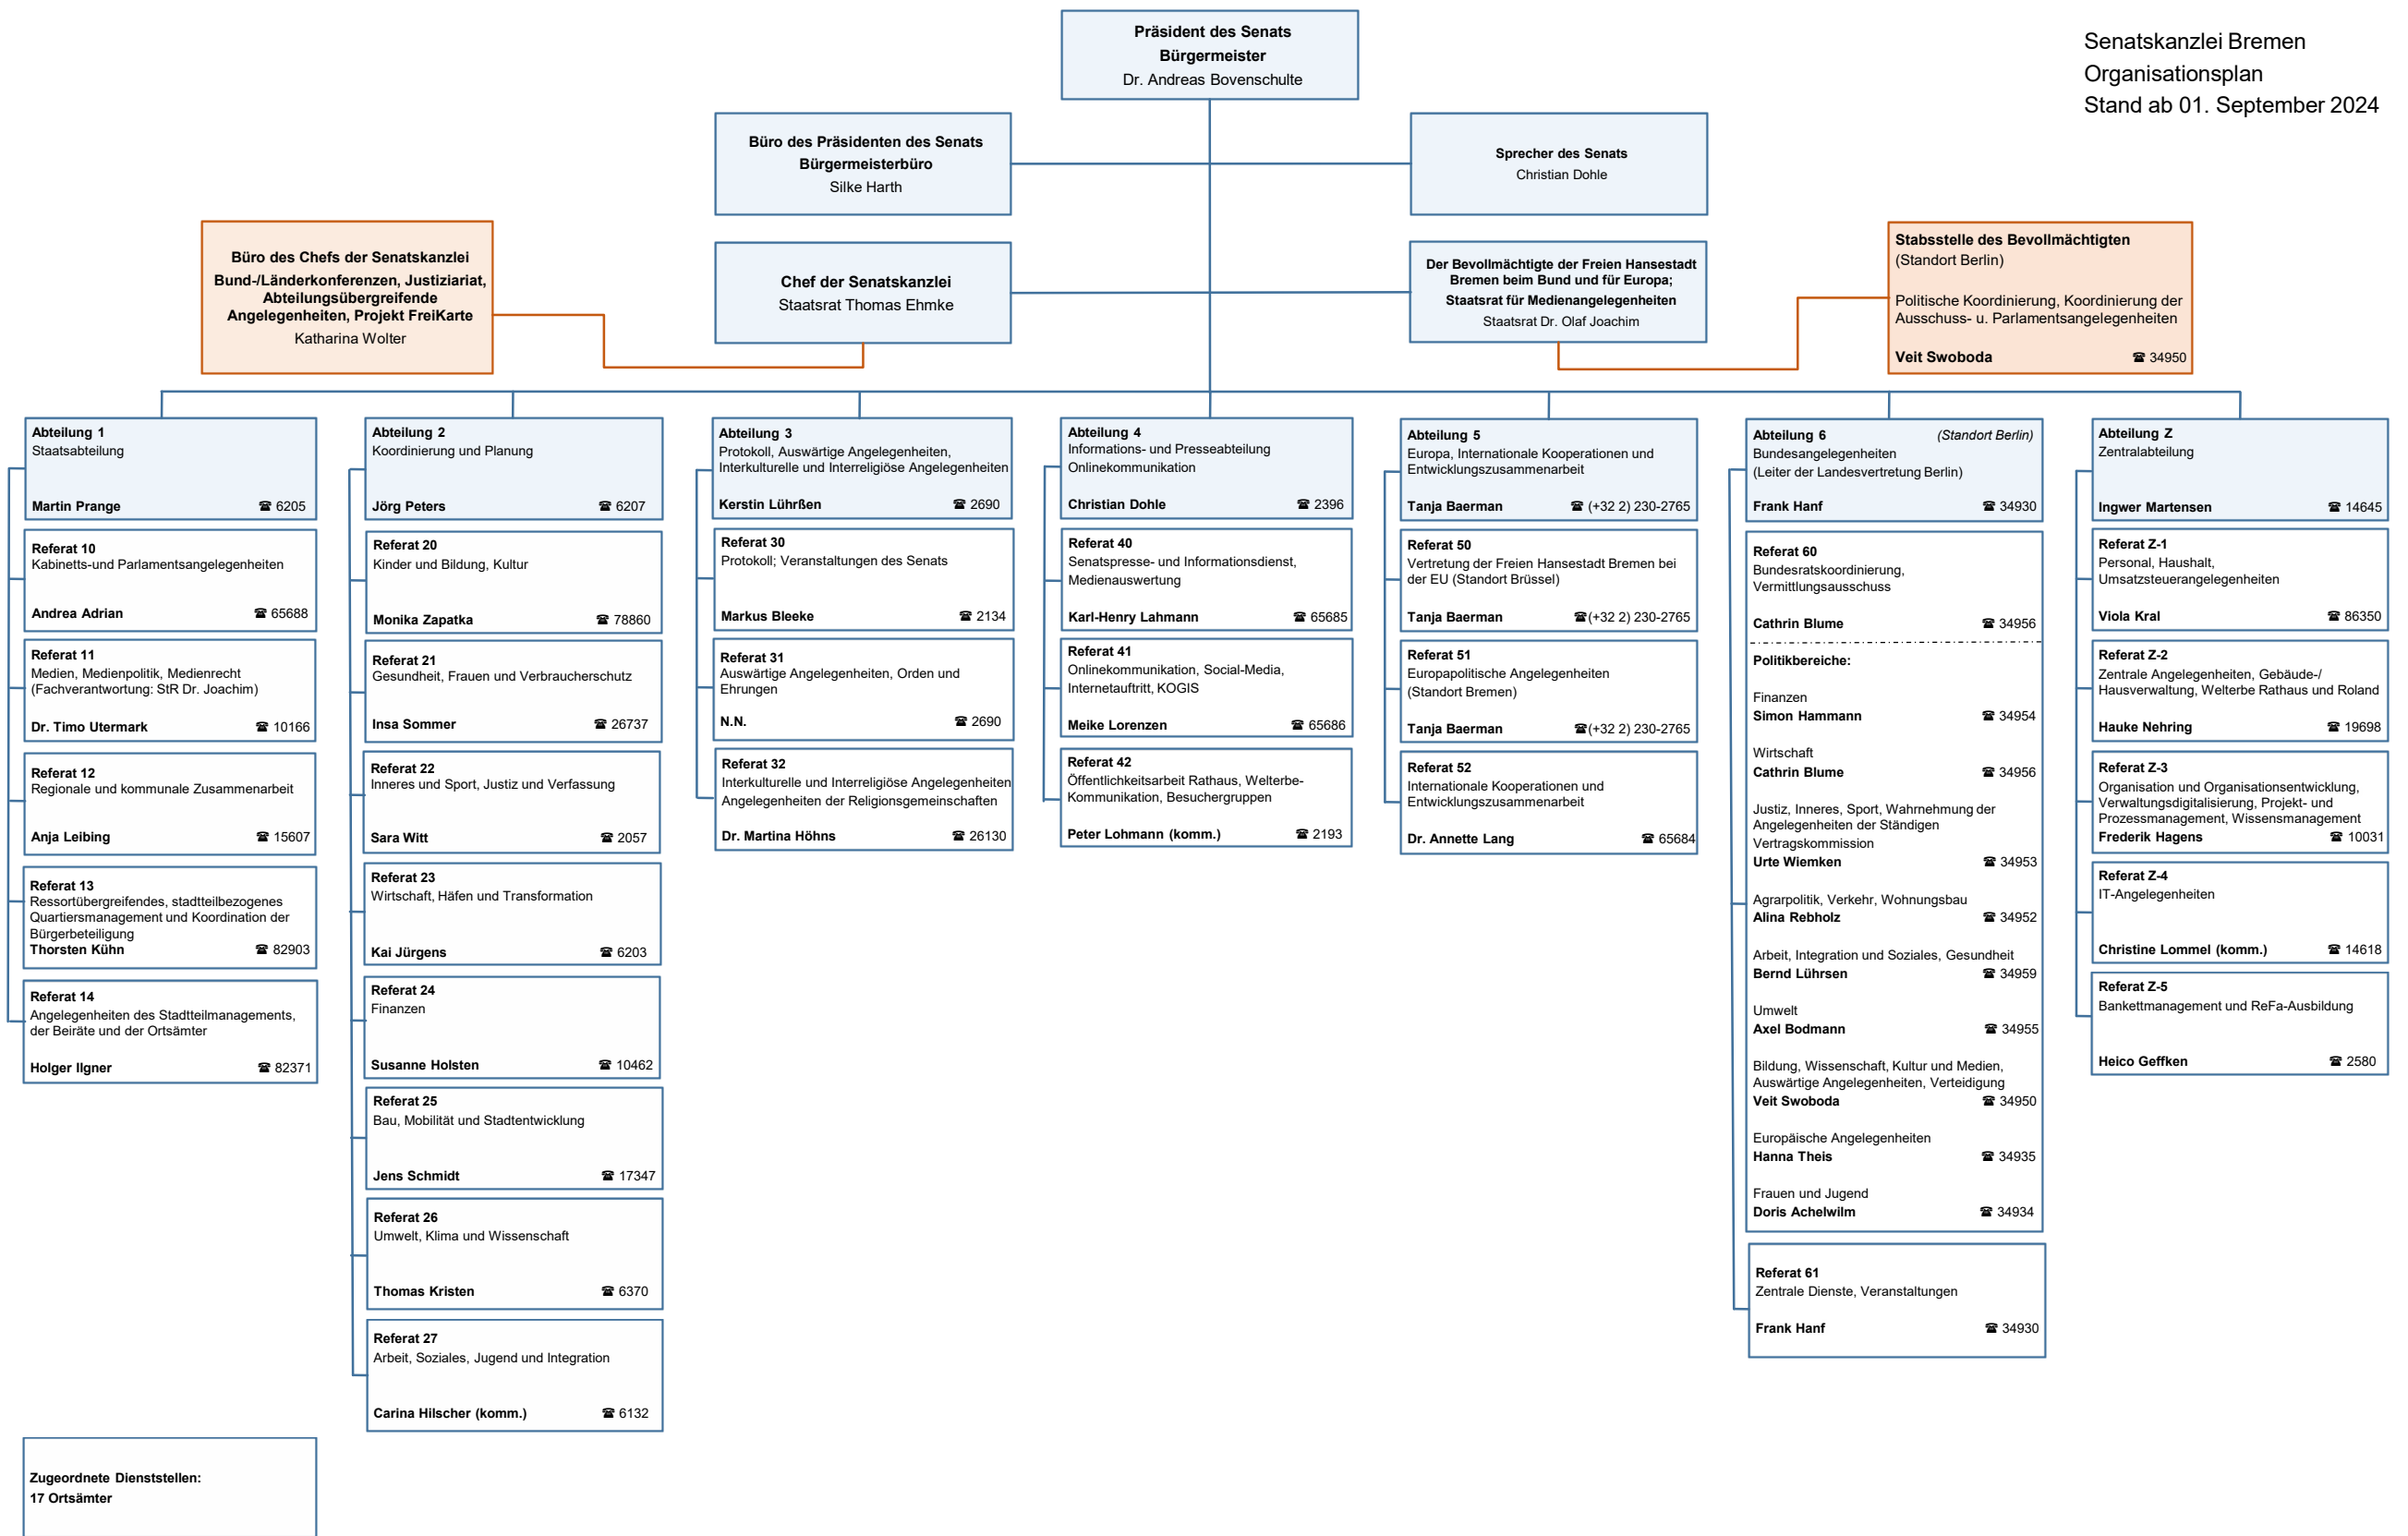 Senatskanzlei Bremen
Organisationsplan
Stand ab 01. September 2024
Präsident des Senats
Bürgermeister
Dr. Andreas Bovenschulte
Büro des Präsidenten des Senats
Bürgermeisterbüro
Silke Harth
Sprecher des Senats
Christian Dohle
Büro des Chefs der Senatskanzlei
Bund-/Länderkonferenzen, Justiziariat,
Abteilungsübergreifende
Angelegenheiten, Projekt FreiKarte
Katharina Wolter
Chef der Senatskanzlei
Staatsrat Thomas Ehmke
Der Bevollmächtigte der Freien Hansestadt
Bremen beim Bund und für Europa;
Staatsrat für Medienangelegenheiten
Staatsrat Dr. Olaf Joachim
Stabsstelle des Bevollmächtigten
(Standort Berlin)
Politische Koordinierung, Koordinierung der
Ausschuss- u. Parlamentsangelegenheiten
Veit Swoboda ☎ 34950
Abteilung 1
Staatsabteilung
Martin Prange ☎ 6205
Referat 10
Kabinetts-und Parlamentsangelegenheiten
Andrea Adrian ☎ 65688
Referat 11
Medien, Medienpolitik, Medienrecht
(Fachverantwortung: StR Dr. Joachim)
Dr. Timo Utermark ☎ 10166
Referat 12
Regionale und kommunale Zusammenarbeit
Anja Leibing ☎ 15607
Referat 13
Ressortübergreifendes, stadtteilbezogenes
Quartiersmanagement und Koordination der
Bürgerbeteiligung
Thorsten Kühn ☎ 82903
Referat 14
Angelegenheiten des Stadtteilmanagements,
der Beiräte und der Ortsämter
Holger Ilgner ☎ 82371
Zugeordnete Dienststellen:
17 Ortsämter
Abteilung 2
Koordinierung und Planung
Jörg Peters ☎ 6207
Referat 20
Kinder und Bildung, Kultur
Monika Zapatka ☎ 78860
Referat 21
Gesundheit, Frauen und Verbraucherschutz
Insa Sommer ☎ 26737
Referat 22
Inneres und Sport, Justiz und Verfassung
Sara Witt ☎ 2057
Referat 23
Wirtschaft, Häfen und Transformation
Kai Jürgens ☎ 6203
Referat 24
Finanzen
Susanne Holsten ☎ 10462
Referat 25
Bau, Mobilität und Stadtentwicklung
Jens Schmidt ☎ 17347
Referat 26
Umwelt, Klima und Wissenschaft
Thomas Kristen ☎ 6370
Referat 27
Arbeit, Soziales, Jugend und Integration
Carina Hilscher (komm.) ☎ 6132
Abteilung 3
Protokoll, Auswärtige Angelegenheiten,
Interkulturelle und Interreligiöse Angelegenheiten
Kerstin Lührßen ☎ 2690
Referat 30
Protokoll; Veranstaltungen des Senats
Markus Bleeke ☎ 2134
Referat 31
Auswärtige Angelegenheiten, Orden und
Ehrungen
N.N. ☎ 2690
Referat 32
Interkulturelle und Interreligiöse Angelegenheiten
Angelegenheiten der Religionsgemeinschaften
Dr. Martina Höhns ☎ 26130
Abteilung 4
Informations- und Presseabteilung
Onlinekommunikation
Christian Dohle ☎ 2396
Referat 40
Senatspresse- und Informationsdienst,
Medienauswertung
Karl-Henry Lahmann ☎ 65685
Referat 41
Onlinekommunikation, Social-Media,
Internetauftritt, KOGIS
Meike Lorenzen ☎ 65686
Referat 42
Öffentlichkeitsarbeit Rathaus, Welterbe-
Kommunikation, Besuchergruppen
Peter Lohmann (komm.) ☎ 2193
Abteilung 5
Europa, Internationale Kooperationen und
Entwicklungszusammenarbeit
Tanja Baerman ☎ (+32 2) 230-2765
Referat 50
Vertretung der Freien Hansestadt Bremen bei
der EU (Standort Brüssel)
Tanja Baerman ☎(+32 2) 230-2765
Referat 51
Europapolitische Angelegenheiten
(Standort Bremen)
Tanja Baerman ☎(+32 2) 230-2765
Referat 52
Internationale Kooperationen und
Entwicklungszusammenarbeit
Dr. Annette Lang ☎ 65684
Abteilung 6 (Standort Berlin)
Bundesangelegenheiten
(Leiter der Landesvertretung Berlin)
Frank Hanf ☎ 34930
Referat 60
Bundesratskoordinierung,
Vermittlungsausschuss
Cathrin Blume ☎ 34956
Politikbereiche:
Finanzen
Simon Hammann ☎ 34954
Wirtschaft
Cathrin Blume ☎ 34956
Justiz, Inneres, Sport, Wahrnehmung der
Angelegenheiten der Ständigen
Vertragskommission
Urte Wiemken ☎ 34953
Agrarpolitik, Verkehr, Wohnungsbau
Alina Rebholz ☎ 34952
Arbeit, Integration und Soziales, Gesundheit
Bernd Lührsen ☎ 34959
Umwelt
Axel Bodmann ☎ 34955
Bildung, Wissenschaft, Kultur und Medien,
Auswärtige Angelegenheiten, Verteidigung
Veit Swoboda ☎ 34950
Europäische Angelegenheiten
Hanna Theis ☎ 34935
Frauen und Jugend
Doris Achelwilm ☎ 34934
Referat 61
Zentrale Dienste, Veranstaltungen
Frank Hanf ☎ 34930
Abteilung Z
Zentralabteilung
Ingwer Martensen ☎ 14645
Referat Z-1
Personal, Haushalt,
Umsatzsteuerangelegenheiten
Viola Kral ☎ 86350
Referat Z-2
Zentrale Angelegenheiten, Gebäude-/
Hausverwaltung, Welterbe Rathaus und Roland
Hauke Nehring ☎ 19698
Referat Z-3
Organisation und Organisationsentwicklung,
Verwaltungsdigitalisierung, Projekt- und
Prozessmanagement, Wissensmanagement
Frederik Hagens ☎ 10031
Referat Z-4
IT-Angelegenheiten
Christine Lommel (komm.) ☎ 14618
Referat Z-5
Bankettmanagement und ReFa-Ausbildung
Heico Geffken ☎ 2580